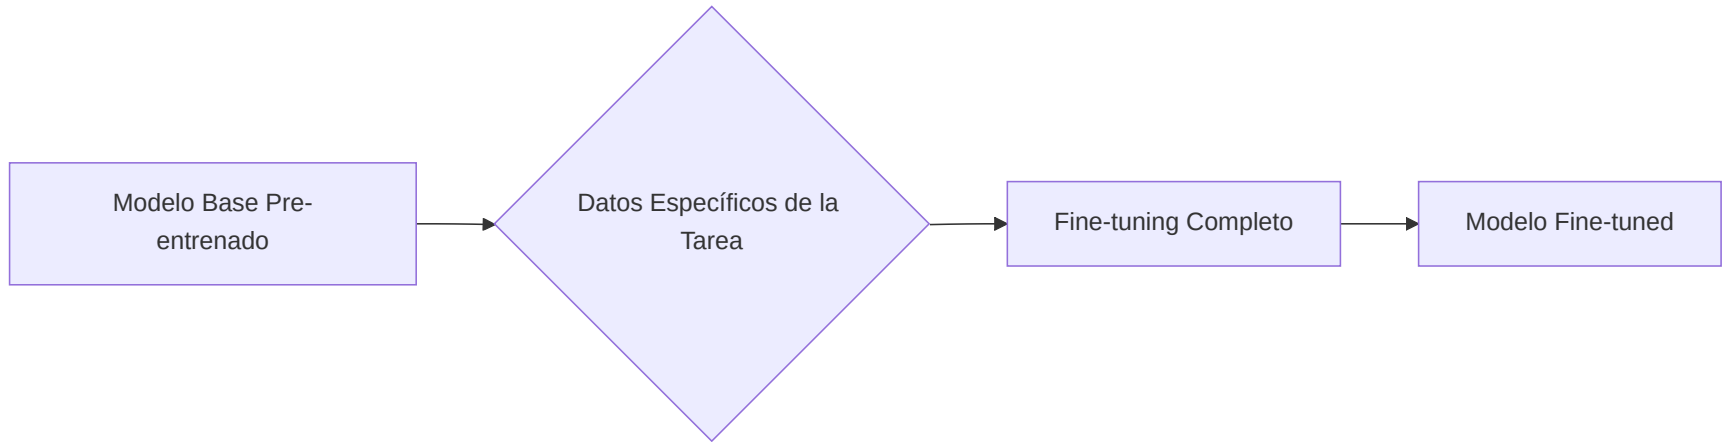 Modelo Base Pre-
entrenado
Datos Específicos de la
Tarea
Fine-tuning Completo
Modelo Fine-tuned